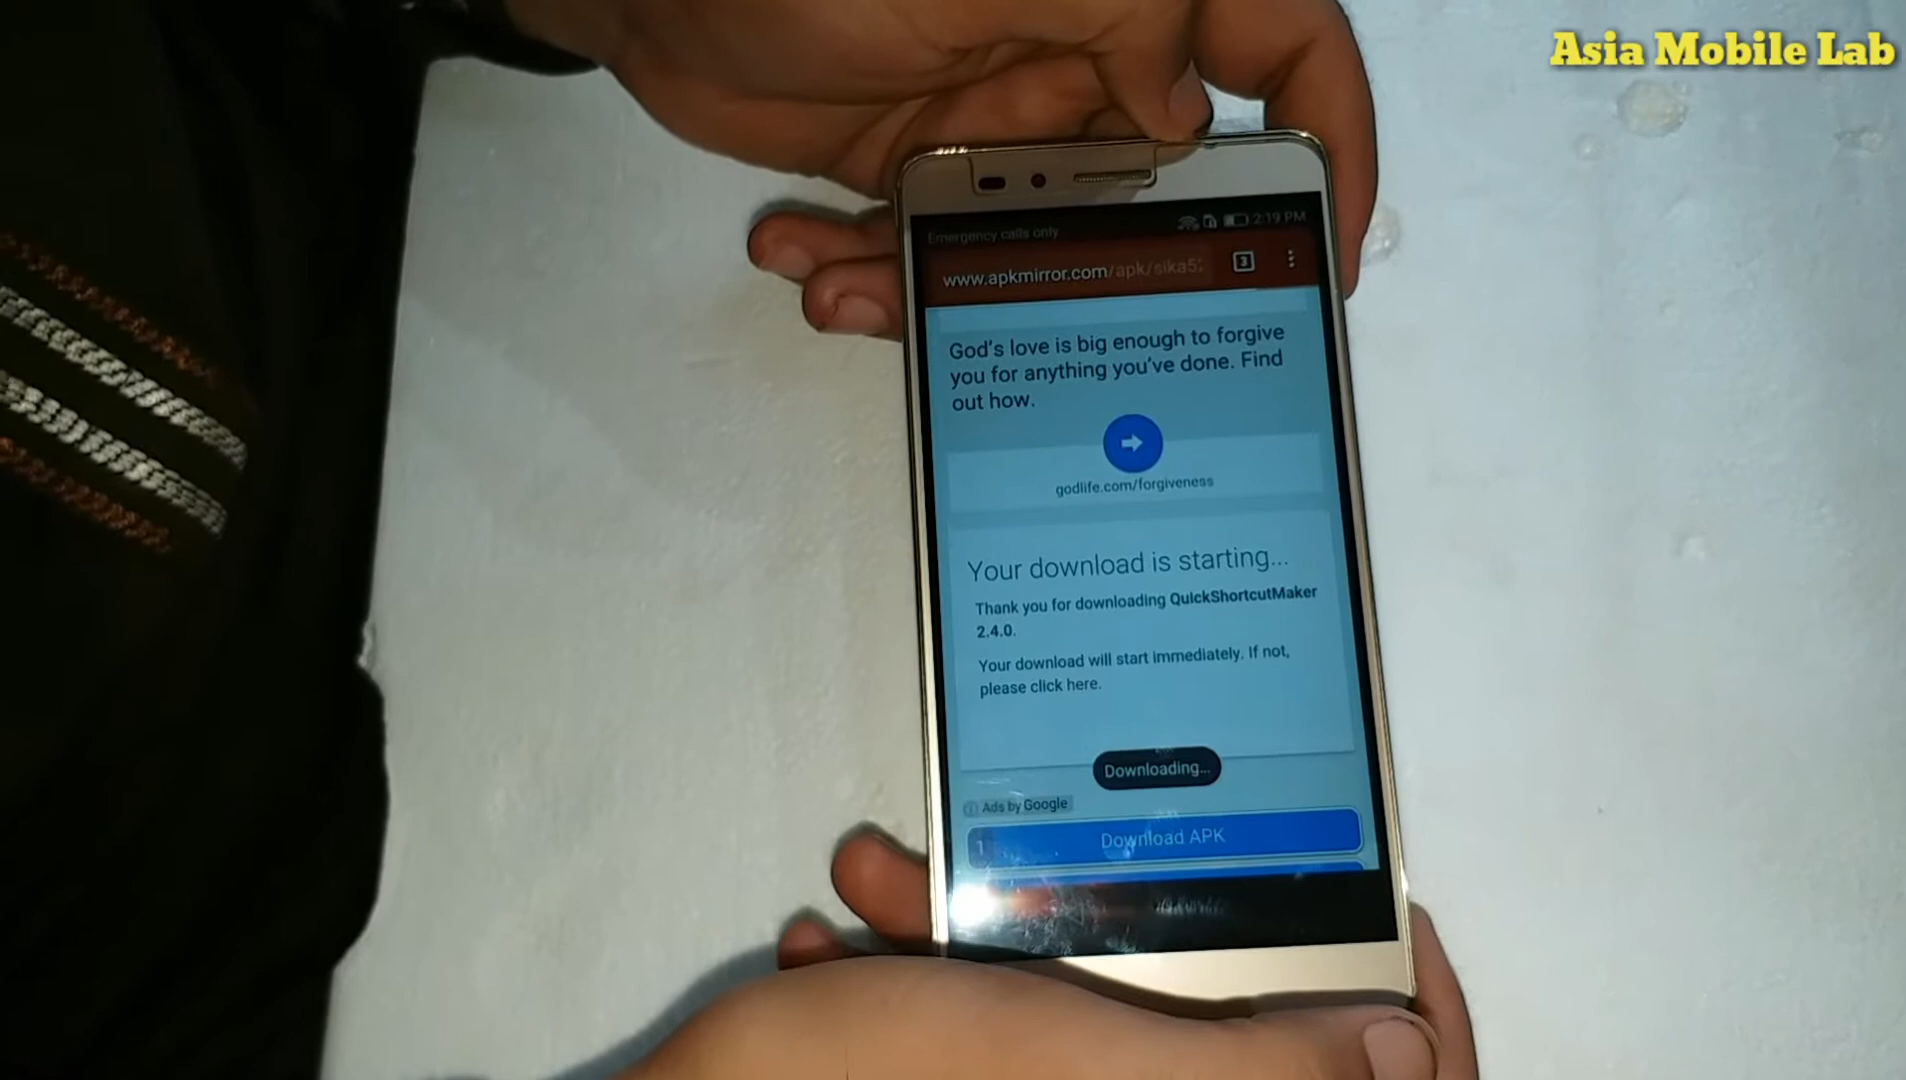 Asia Mobile Lab
Emergency calls only
2:19 PM
www.apkmirror.com/apk/sika52
3
God's love is big enough to forgive
you for anything you've done. Find
out how.
godlife.com/forgiveness
Your download is starting...
Thank you for downloading QuickShortcutMaker
2.4.0.
Your download will start immediately. If not,
please click here.
Downloading...
Ads by Google
1
Download APK